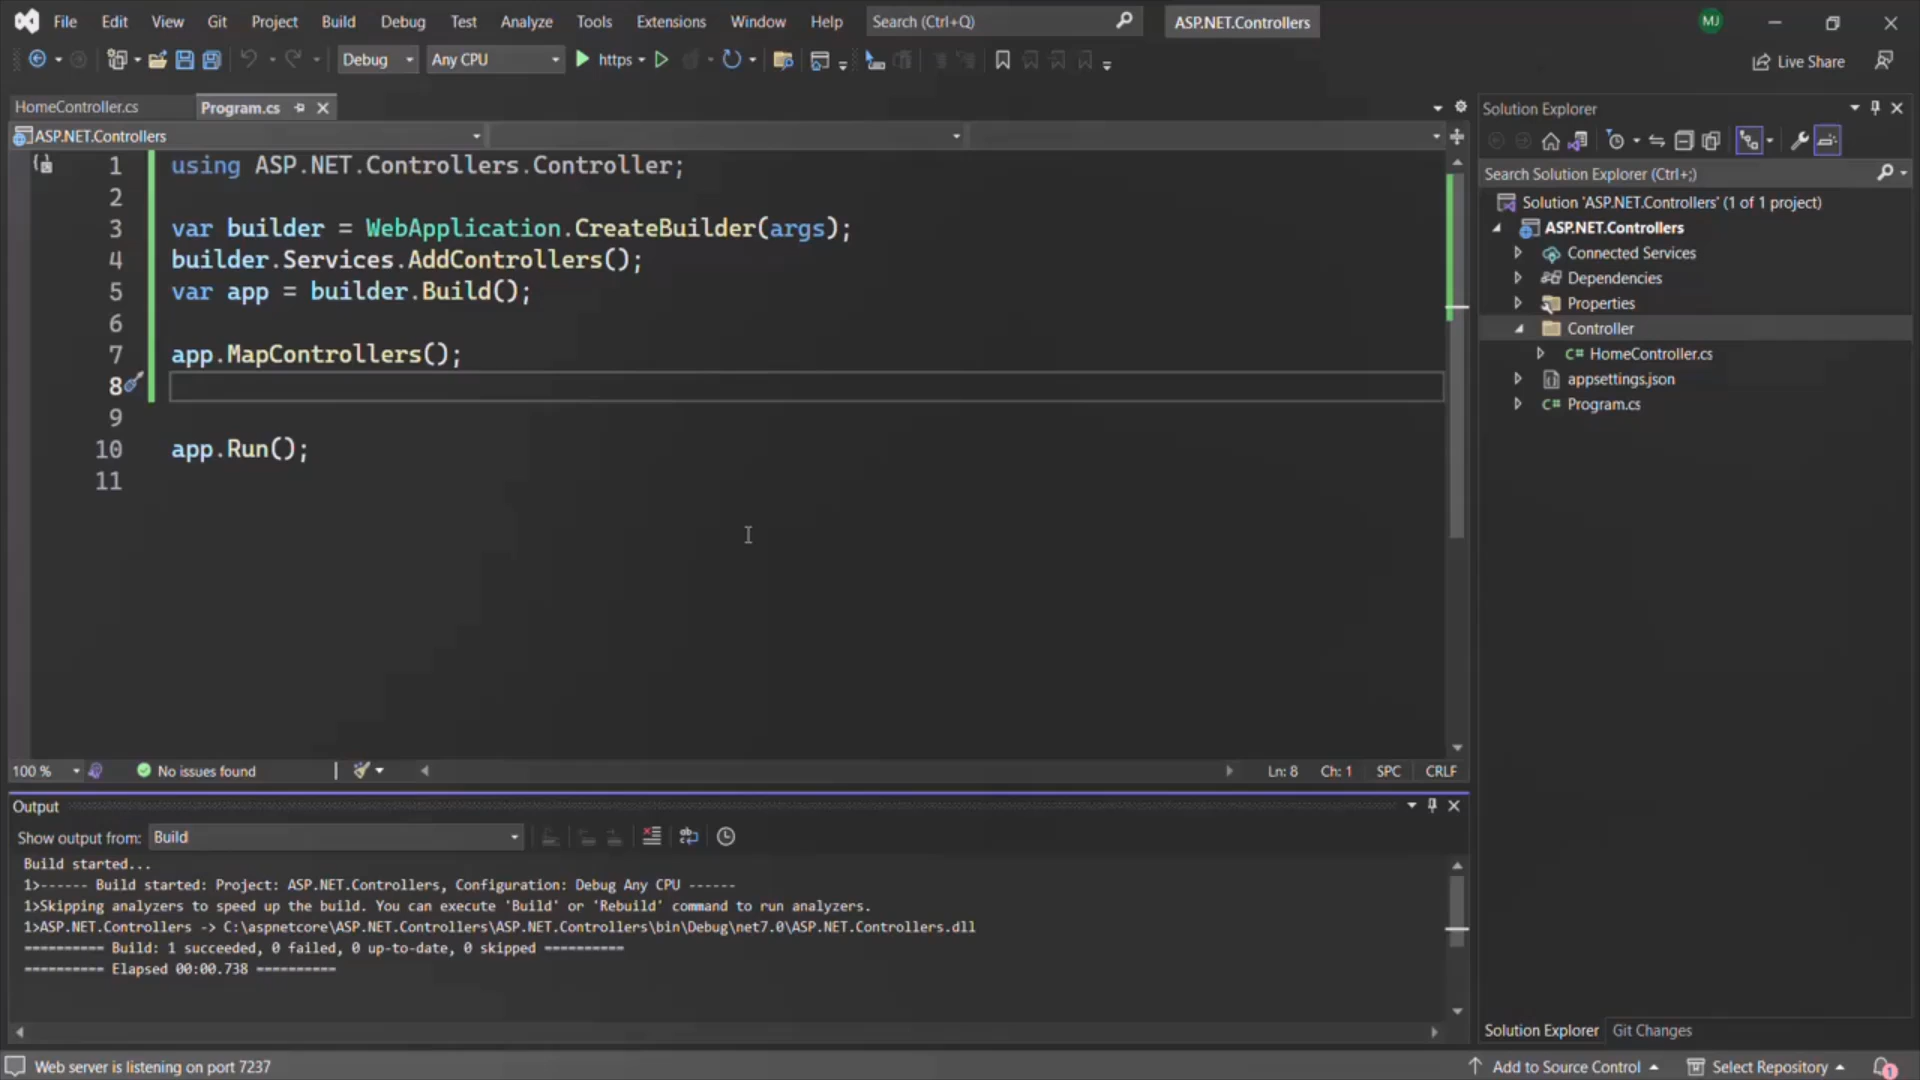 File Edit View Git Project Build Debug Test Analyze Tools Extensions Window Help Search (Ctrl+Q) ASP.NET.Controllers MJ
Debug Any CPU https Live Share
HomeController.cs Program.cs
ASP.NET.Controllers
1 using ASP.NET.Controllers.Controller;
2
3 var builder = WebApplication.CreateBuilder(args);
4 builder.Services.AddControllers();
5 var app = builder.Build();
6
7 app.MapControllers();
8
9
10 app.Run();
11
100 % No issues found Ln: 8 Ch: 1 SPC CRLF
Output
Show output from: Build
Build started...
1>------ Build started: Project: ASP.NET.Controllers, Configuration: Debug Any CPU ------
1>Skipping analyzers to speed up the build. You can execute 'Build' or 'Rebuild' command to run analyzers.
1>ASP.NET.Controllers -> C:\aspnetcore\ASP.NET.Controllers\ASP.NET.Controllers\bin\Debug\net7.0\ASP.NET.Controllers.dll
========== Build: 1 succeeded, 0 failed, 0 up-to-date, 0 skipped ==========
========== Elapsed 00:00.738 ==========
Solution Explorer
Search Solution Explorer (Ctrl+;)
Solution 'ASP.NET.Controllers' (1 of 1 project)
ASP.NET.Controllers
Connected Services
Dependencies
Properties
Controller
C# HomeController.cs
appsettings.json
C# Program.cs
Solution Explorer Git Changes
Web server is listening on port 7237 Add to Source Control Select Repository 1